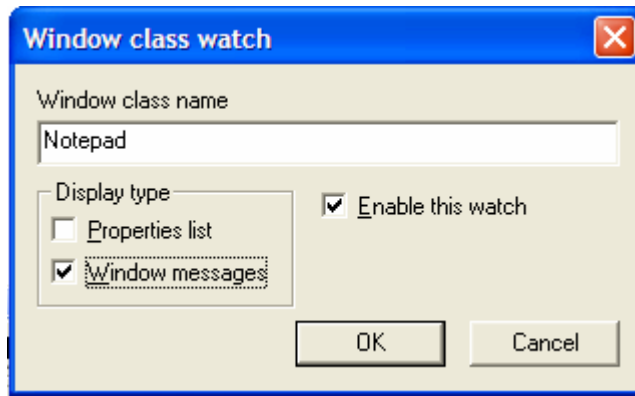 Window class watch
Window class name
Notepad
Display type
Enable this watch
Properties list
Window messages
OK
Cancel